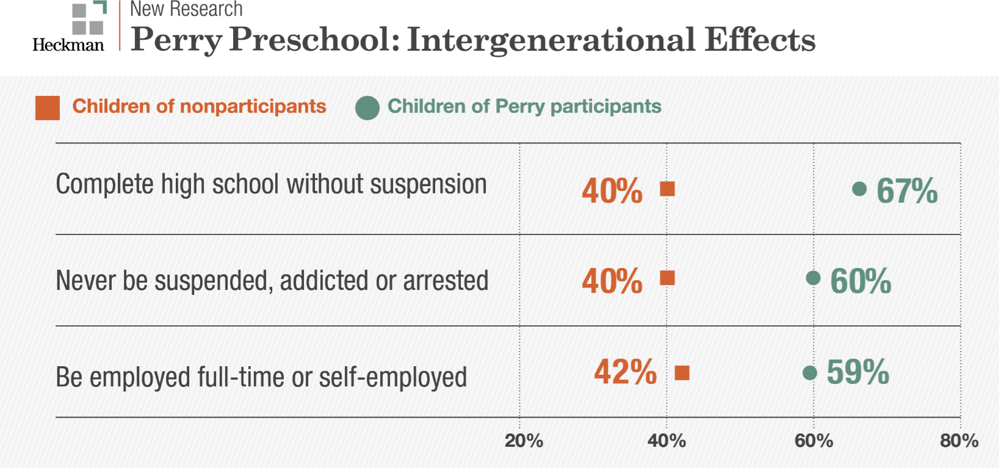 New Research
Heckman
Perry Preschool: Intergenerational Effects
Children of nonparticipants
Children of Perry participants
Complete high school without suspension
40%
67%
Never be suspended, addicted or arrested
40%
60%
Be employed full-time or self-employed
42%
59%
20%
40%
60%
80%